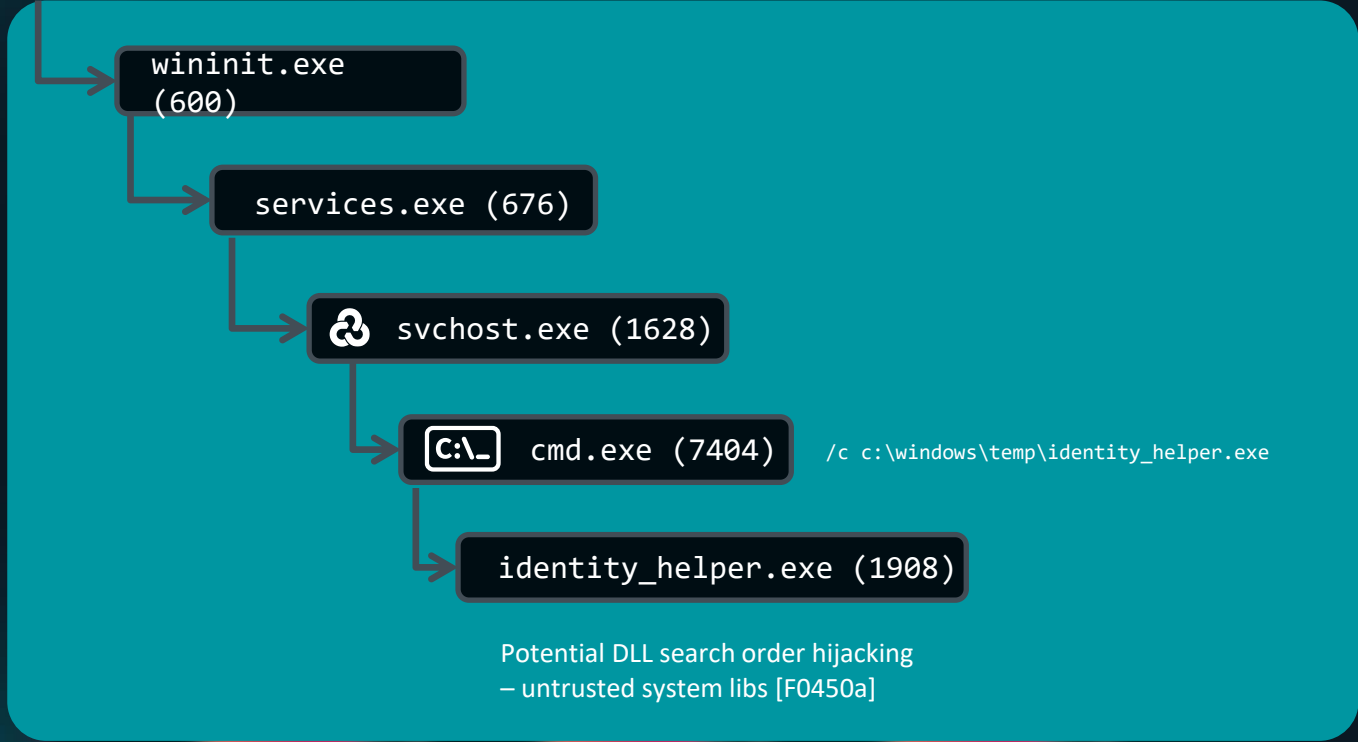 wininit.exe
(600)
services.exe (676)
svchost.exe (1628)
C:\_
cmd.exe (7404)
/c c:\windows\temp\identity_helper.exe
identity_helper.exe (1908)
Potential DLL search order hijacking
– untrusted system libs [F0450a]